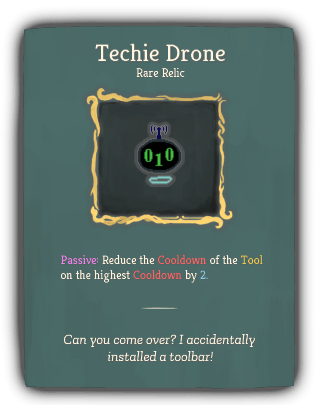 Techie Drone
Rare Relic
010
Passive: Reduce the Cooldown of the Tool
on the highest Cooldown by 2.
Can you come over? I accidentally
installed a toolbar!